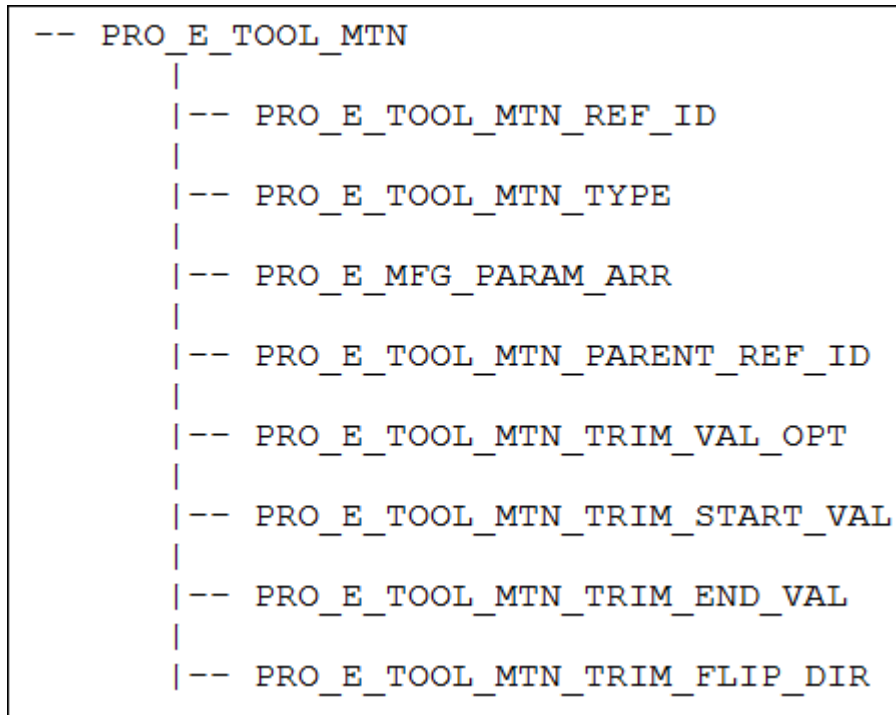 -- PRO_E_TOOL_MTN
|
|-- PRO_E_TOOL_MTN_REF_ID
|
|-- PRO_E_TOOL_MTN_TYPE
|
|-- PRO_E_MFG_PARAM_ARR
|
|-- PRO_E_TOOL_MTN_PARENT_REF_ID
|
|-- PRO_E_TOOL_MTN_TRIM_VAL_OPT
|
|-- PRO_E_TOOL_MTN_TRIM_START_VAL
|
|-- PRO_E_TOOL_MTN_TRIM_END_VAL
|
|-- PRO_E_TOOL_MTN_TRIM_FLIP_DIR